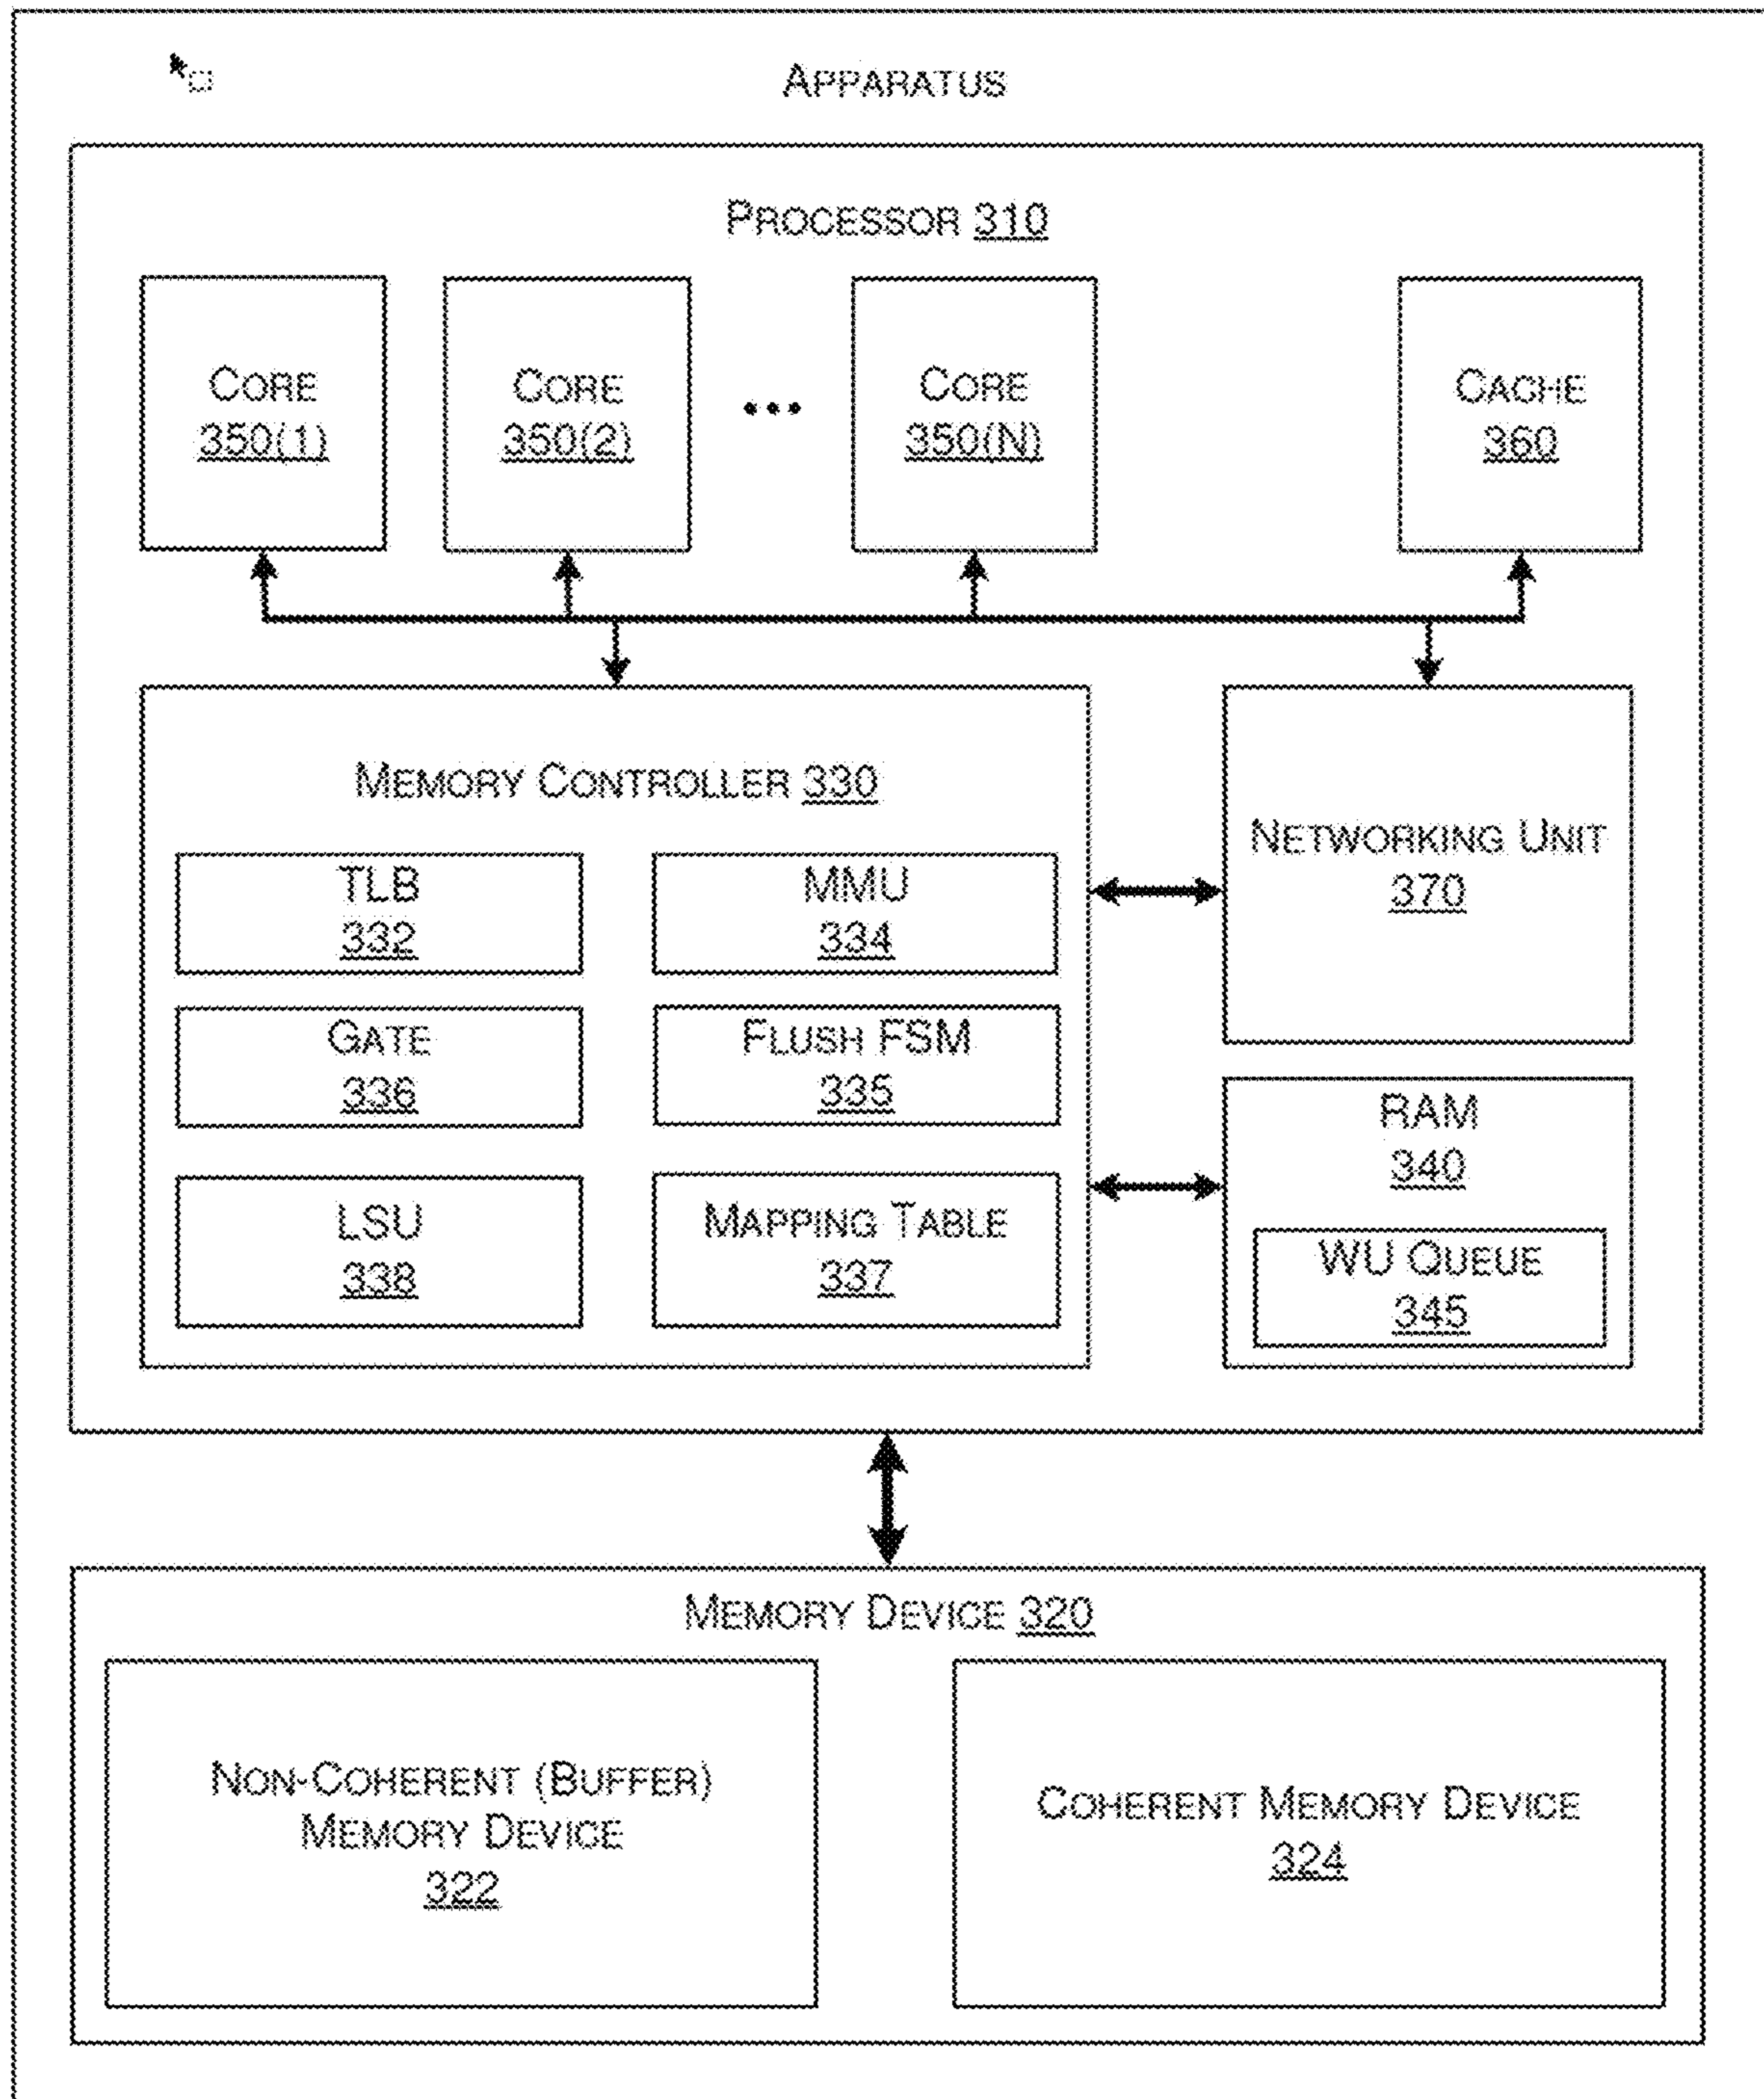 APPARATUS
PROCESSOR 310
CORE
350(1)
CORE
350(2)
...
CORE
350(N)
CACHE
360
MEMORY CONTROLLER 330
TLB
332
MMU
334
GATE
336
FLUSH FSM
335
LSU
338
MAPPING TABLE
337
NETWORKING UNIT
370
RAM
340
WU QUEUE
345
MEMORY DEVICE 320
NON-COHERENT (BUFFER)
MEMORY DEVICE
322
COHERENT MEMORY DEVICE
324